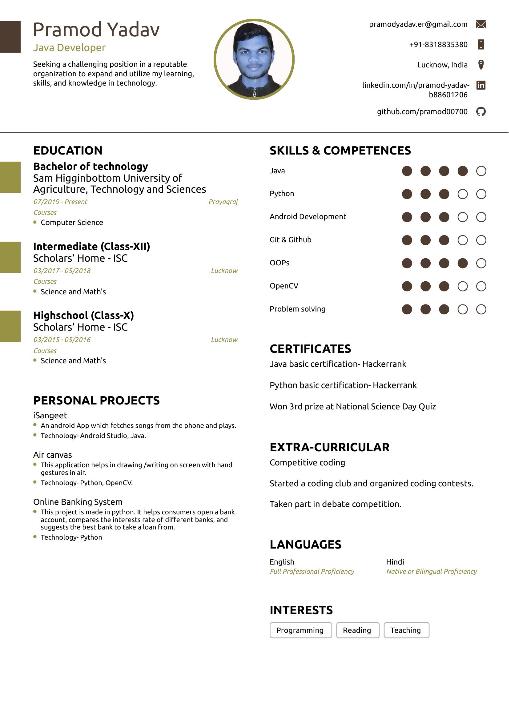 Pramod Yadav
Java Developer
Seeking a challenging position in a reputable
organization to expand and utilize my learning,
skills, and knowledge in technology.
pramodyadav.er@gmail.com
+91-8318835380
Lucknow, India
linkedin.com/in/pramod-yadav-
b88601206
github.com/pramod00700
EDUCATION
Bachelor of technology
Sam Higginbottom University of
Agriculture, Technology and Sciences
07/2019 - Present
Prayagraj
Courses
Computer Science
Intermediate (Class-XII)
Scholars' Home - ISC
03/2017 - 05/2018
Lucknow
Courses
Science and Math's
Highschool (Class-X)
Scholars' Home - ISC
03/2015 - 05/2016
Lucknow
Courses
Science and Math's
PERSONAL PROJECTS
iSangeet
An android App which fetches songs from the phone and plays.
Technology- Android Studio, Java.
Air canvas
This application helps in drawing /writing on screen with hand
gestures in air.
Technology- Python, OpenCV.
Online Banking System
This project is made in python. It helps consumers open a bank
account, compares the interests rate of different banks, and
suggests the best bank to take a loan from.
Technology- Python
SKILLS & COMPETENCES
Java
Python
Android Development
Git & Github
OOPs
OpenCV
Problem solving
CERTIFICATES
Java basic certification- Hackerrank
Python basic certification- Hackerrank
Won 3rd prize at National Science Day Quiz
EXTRA-CURRICULAR
Competitive coding
Started a coding club and organized coding contests.
Taken part in debate competition.
LANGUAGES
English
Full Professional Proficiency
Hindi
Native or Bilingual Proficiency
INTERESTS
Programming
Reading
Teaching